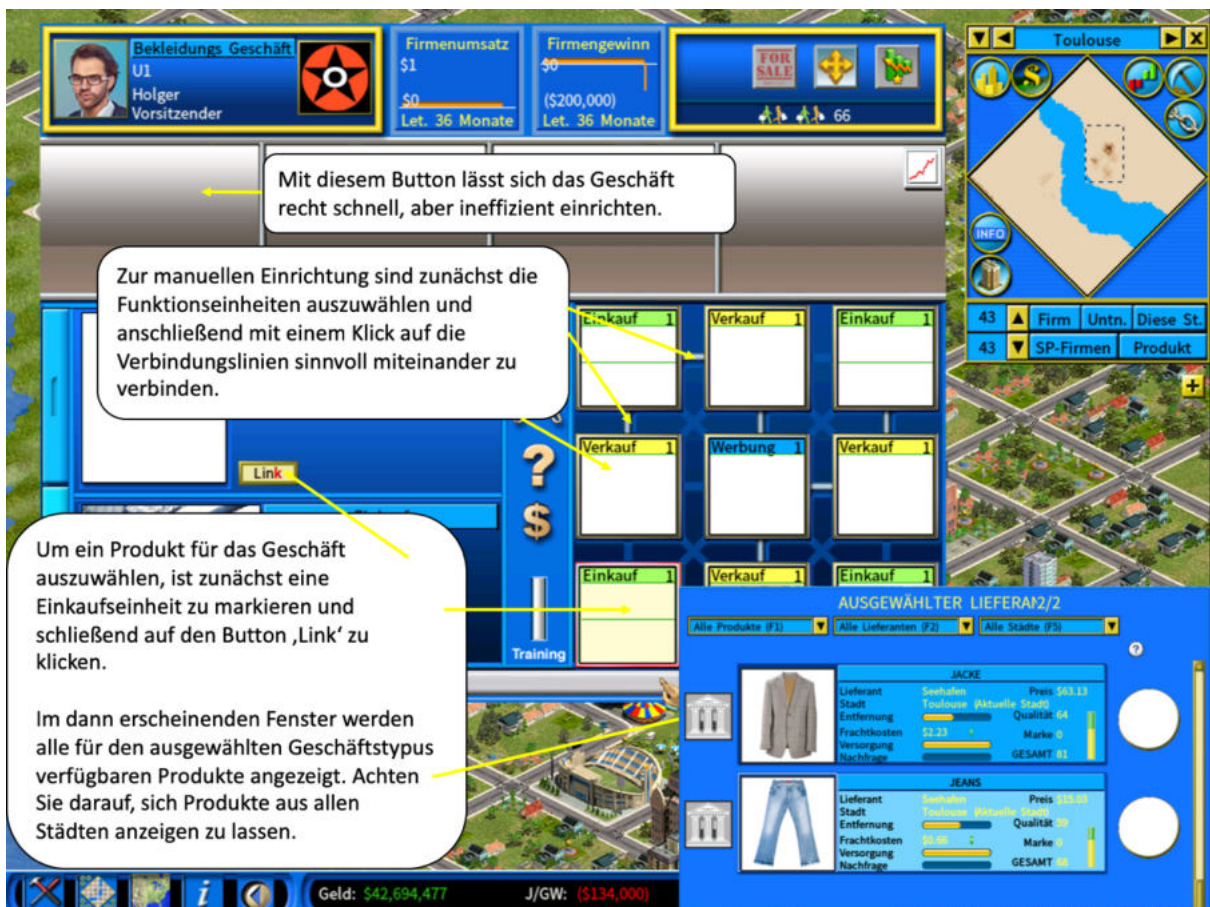 Bekleidungs Geschäft
U1
Holger
Vorsitzender
Firmenumsatz
$1
$0
Let. 36 Monate
Firmengewinn
$0
($200,000)
Let. 36 Monate
FOR
SALE
66
Toulouse
X
$
INFO
43 Firm Untn. Diese St.
43 SP-Firmen Produkt
Mit diesem Button lässt sich das Geschäft
recht schnell, aber ineffizient einrichten.
Zur manuellen Einrichtung sind zunächst die
Funktionseinheiten auszuwählen und
anschließend mit einem Klick auf die
Verbindungslinien sinnvoll miteinander zu
verbinden.
Einkauf 1 Verkauf 1 Einkauf 1
Verkauf 1 Werbung 1 Verkauf 1
Einkauf 1 Verkauf 1 Einkauf 1
Link
?
$
Training
Um ein Produkt für das Geschäft
auszuwählen, ist zunächst eine
Einkaufseinheit zu markieren und
schließend auf den Button ‚Link‘ zu
klicken.
Im dann erscheinenden Fenster werden
alle für den ausgewählten Geschäftstypus
verfügbaren Produkte angezeigt. Achten
Sie darauf, sich Produkte aus allen
Städten anzeigen zu lassen.
AUSGEWÄHLTER LIEFERAN2/2
Alle Produkte (F1) Alle Lieferanten (F2) Alle Städte (F5)
?
JACKE
Lieferant Seehafen Preis $63.13
Stadt Toulouse (Aktuelle Stadt)
Entfernung Qualität 64
Frachtkosten $2.23 Marke 0
Versorgung
Nachfrage GESAMT 81
JEANS
Lieferant Seehafen Preis $15.03
Stadt Toulouse (Aktuelle Stadt)
Entfernung Qualität
Frachtkosten $0.66 Marke 0
Versorgung
Nachfrage GESAMT
Geld: $42,694,477 J/GW: ($134,000)